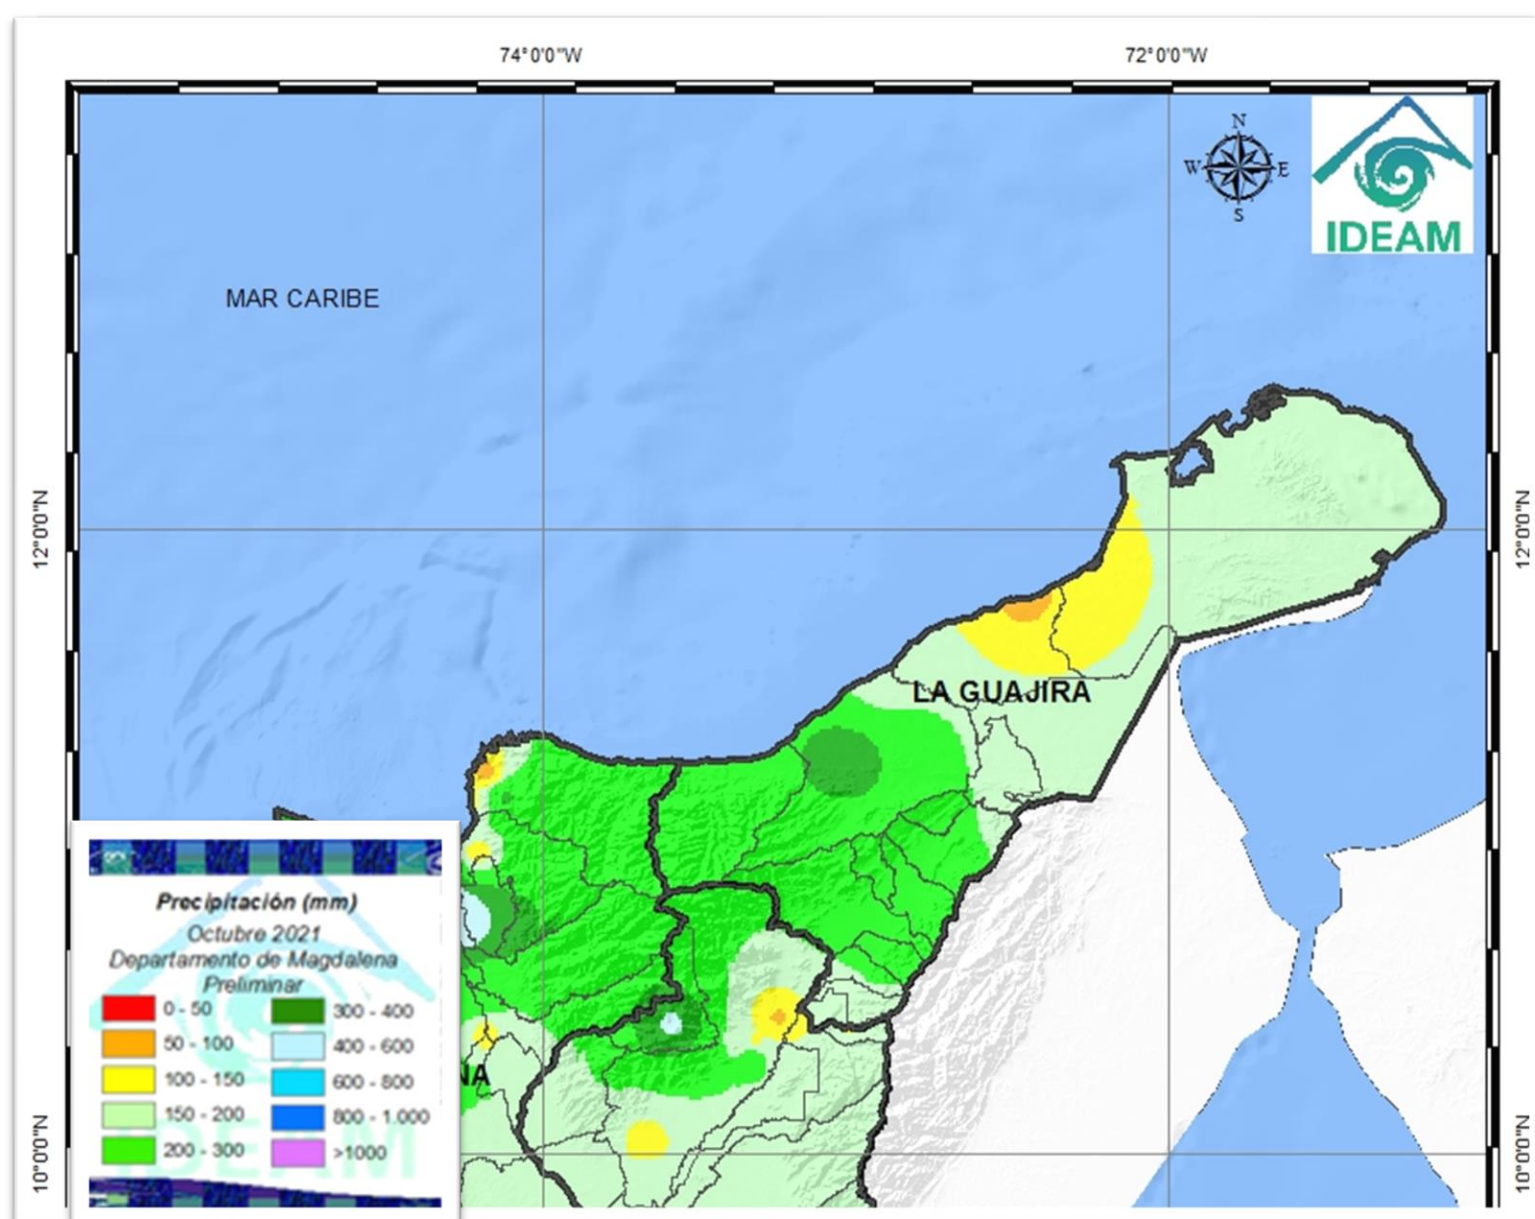 74°0'0"W 72°0'0"W
N
W E
S
IDEAM
MAR CARIBE
12°0'0"N 12°0'0"N
LA GUAJIRA
NA
Precipitación (mm)
Octubre 2021
Departamento de Magdalena
Preliminar
0 - 50 300 - 400
50 - 100 400 - 600
100 - 150 600 - 800
150 - 200 800 - 1.000
200 - 300 >1000
IDEAM
10°0'0"N 10°0'0"N